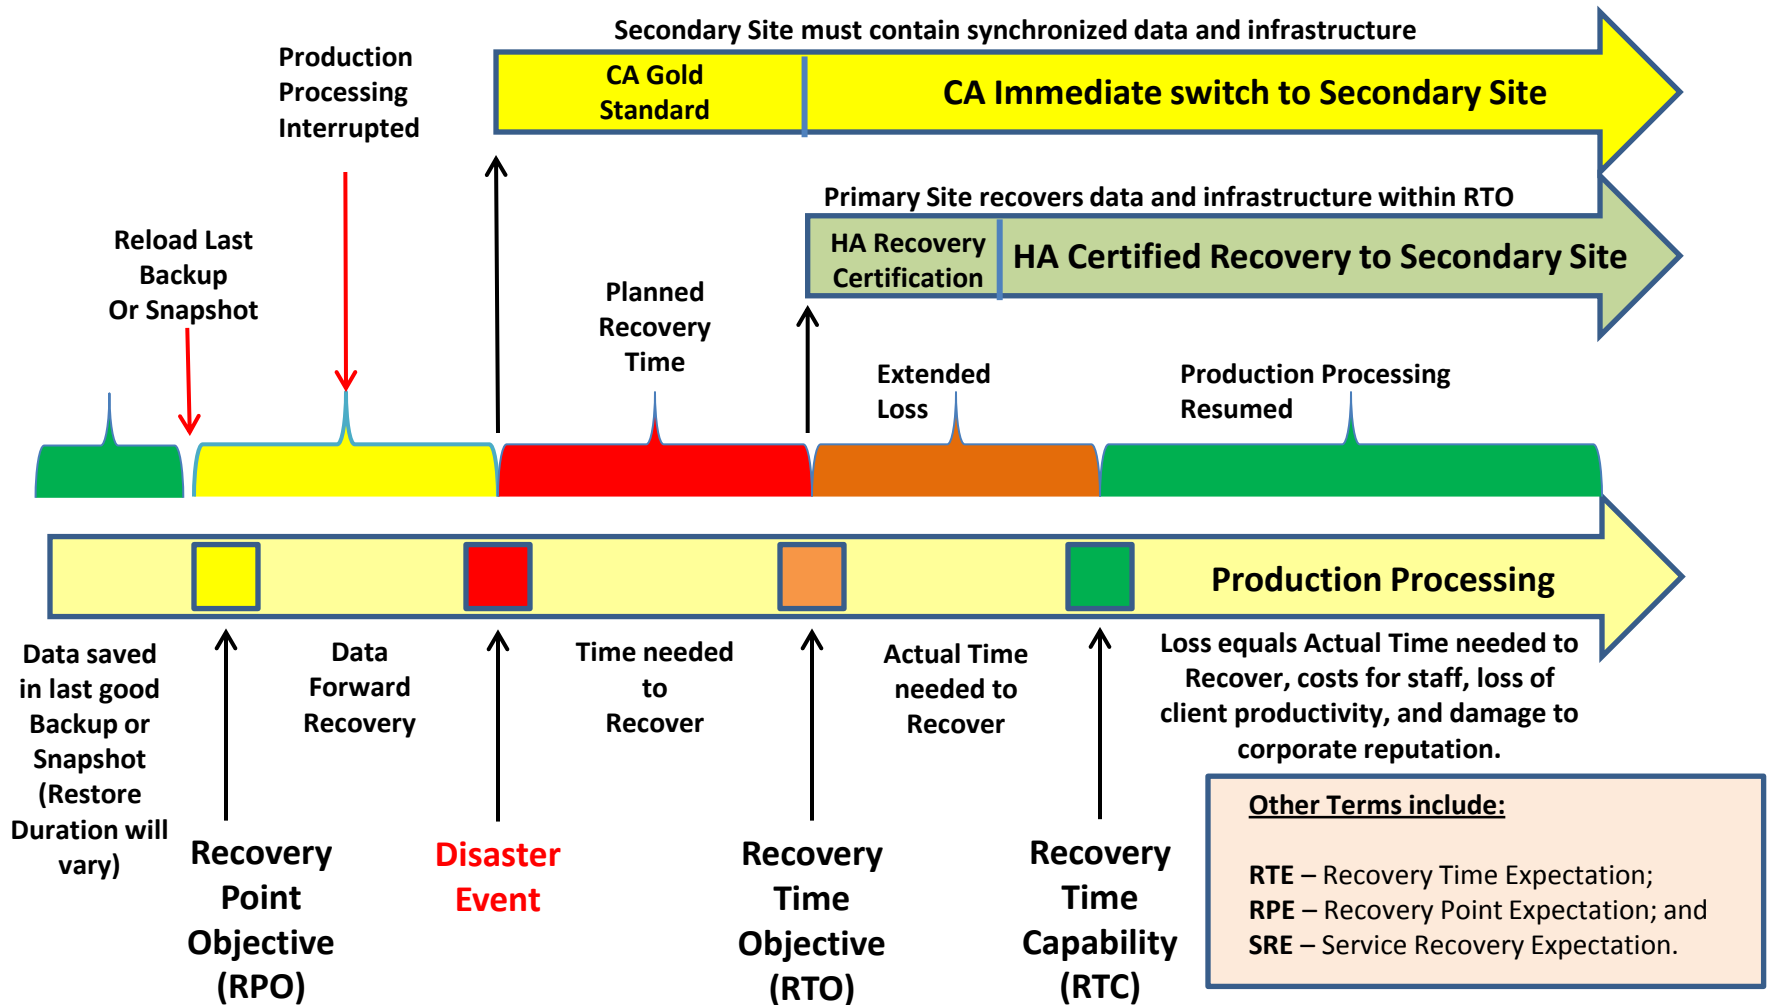 Secondary Site must contain synchronized data and infrastructure
CA Gold
Standard
CA Immediate switch to Secondary Site
Production
Processing
Interrupted
Primary Site recovers data and infrastructure within RTO
HA Recovery
Certification
HA Certified Recovery to Secondary Site
Reload Last
Backup
Or Snapshot
Planned
Recovery
Time
Extended
Loss
Production Processing
Resumed
Production Processing
Data saved
in last good
Backup or
Snapshot
(Restore
Duration will
vary)
Data
Forward
Recovery
Time needed
to
Recover
Actual Time
needed to
Recover
Loss equals Actual Time needed to
Recover, costs for staff, loss of
client productivity, and damage to
corporate reputation.
Recovery
Point
Objective
(RPO)
Disaster
Event
Recovery
Time
Objective
(RTO)
Recovery
Time
Capability
(RTC)
Other Terms include:
RTE – Recovery Time Expectation;
RPE – Recovery Point Expectation; and
SRE – Service Recovery Expectation.